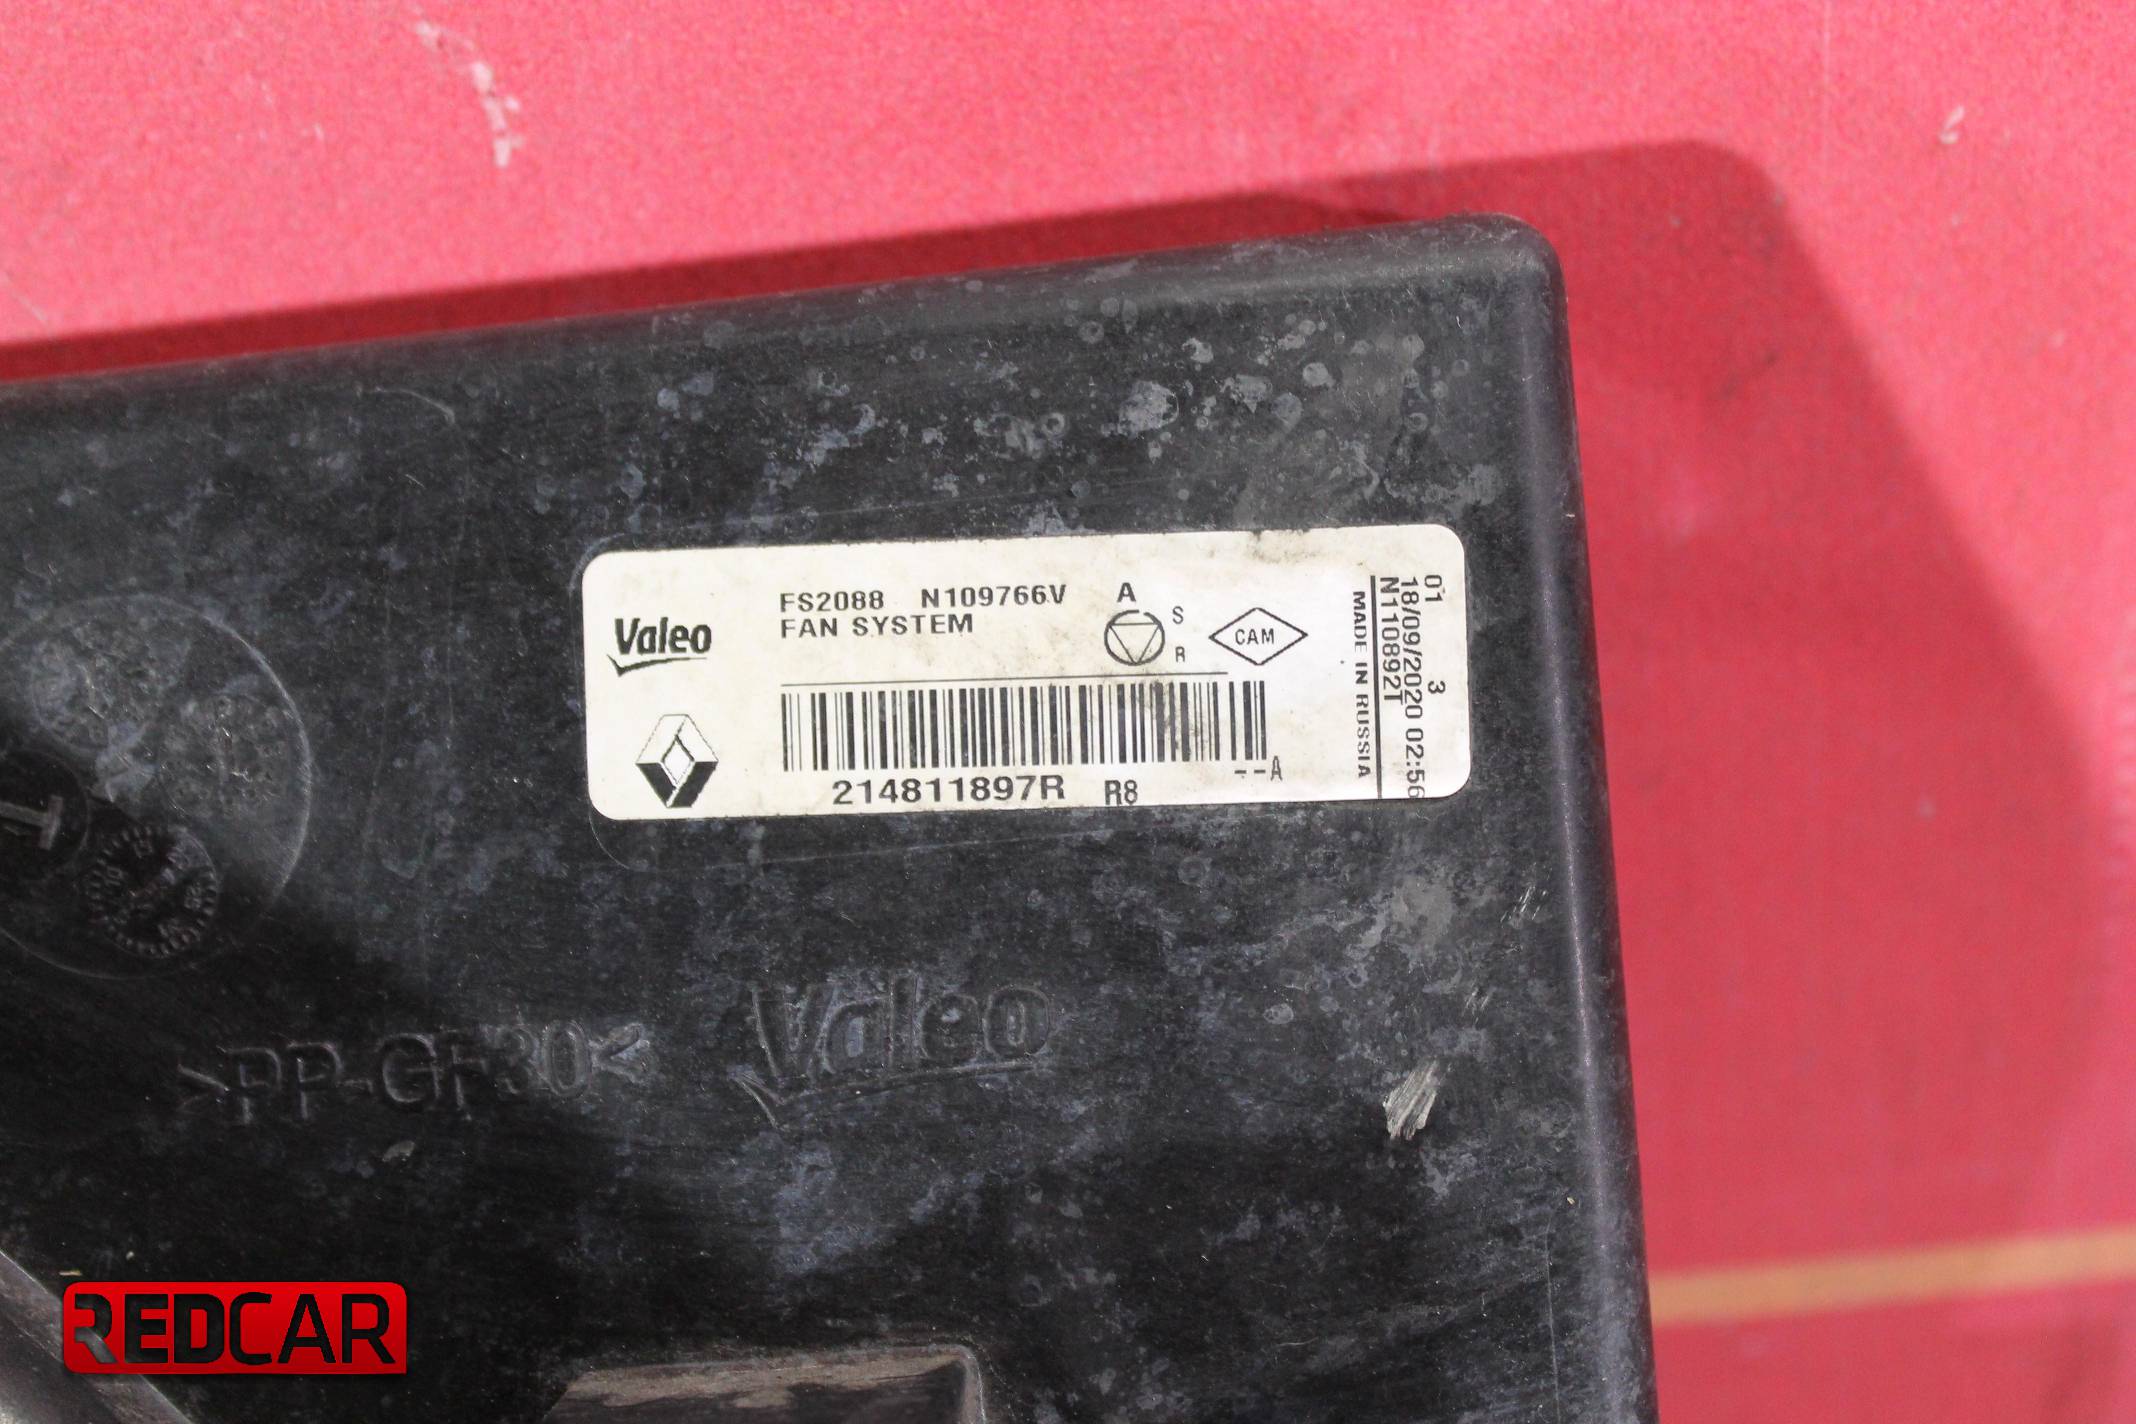 FS2088 N109766V A
FAN SYSTEM
S
R
CAM
Valeo
214811897R R8 --A
MADE IN RUSSIA
N110892T
18/09/2020 02:56
01 3
>PP-GF30<
Valeo
REDCAR